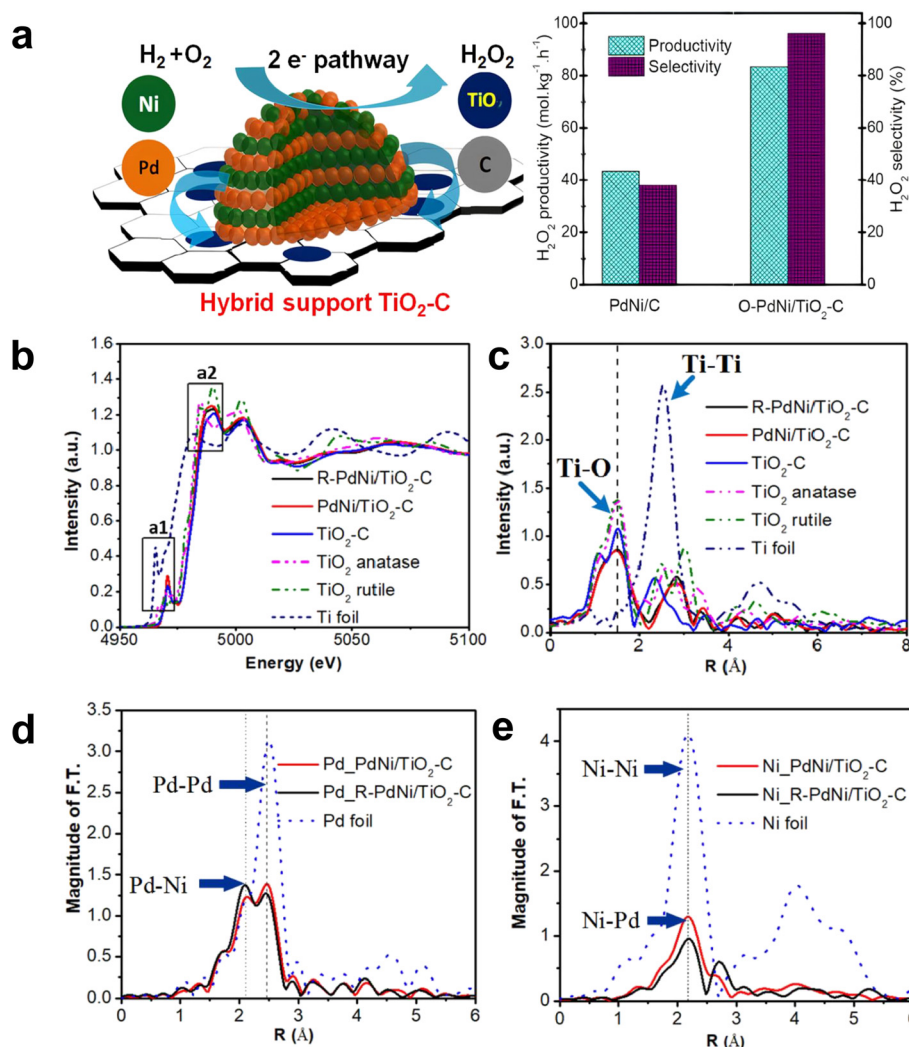 a
H₂ +O₂
2 e⁻ pathway
H₂O₂
Ni
TiO₂
Pd
C
Hybrid support TiO₂-C
H₂O₂ productivity (mol.kg⁻¹.h⁻¹)
100
80
60
40
20
0
Productivity
Selectivity
100
80
60
40
20
0
H₂O₂ selectivity (%)
PdNi/C
O-PdNi/TiO₂-C
b
Intensity (a.u.)
1.6
1.4
1.2
1.0
0.8
0.6
0.4
0.2
0.0
a2
a1
R-PdNi/TiO₂-C
PdNi/TiO₂-C
TiO₂-C
TiO₂ anatase
TiO₂ rutile
Ti foil
4950
5000
5050
5100
Energy (eV)
c
Intensity (a.u.)
3.0
2.5
2.0
1.5
1.0
0.5
0.0
Ti-Ti
Ti-O
R-PdNi/TiO₂-C
PdNi/TiO₂-C
TiO₂-C
TiO₂ anatase
TiO₂ rutile
Ti foil
0
2
4
6
8
R (Å)
d
Magnitude of F.T.
3.5
3.0
2.5
2.0
1.5
1.0
0.5
0.0
Pd-Pd
Pd-Ni
Pd_PdNi/TiO₂-C
Pd_R-PdNi/TiO₂-C
Pd foil
0
1
2
3
4
5
6
R (Å)
e
Magnitude of F.T.
4
3
2
1
0
Ni-Ni
Ni-Pd
Ni_PdNi/TiO₂-C
Ni_R-PdNi/TiO₂-C
Ni foil
0
1
2
3
4
5
6
R (Å)